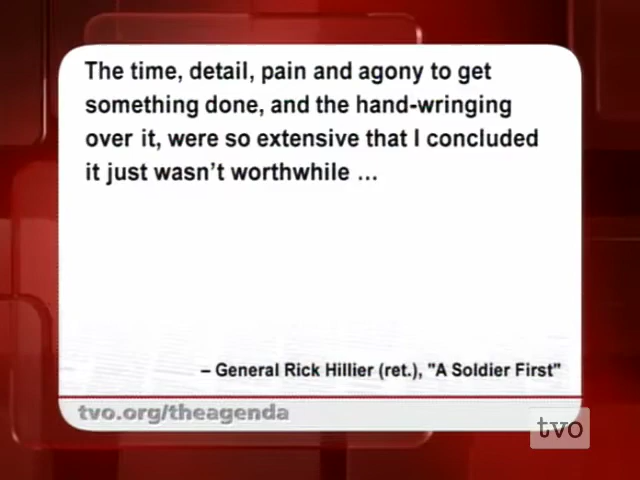 The time, detail, pain and agony to get
something done, and the hand-wringing
over it, were so extensive that I concluded
it just wasn’t worthwhile ...
– General Rick Hillier (ret.), "A Soldier First"
tvo.org/theagenda
tvo